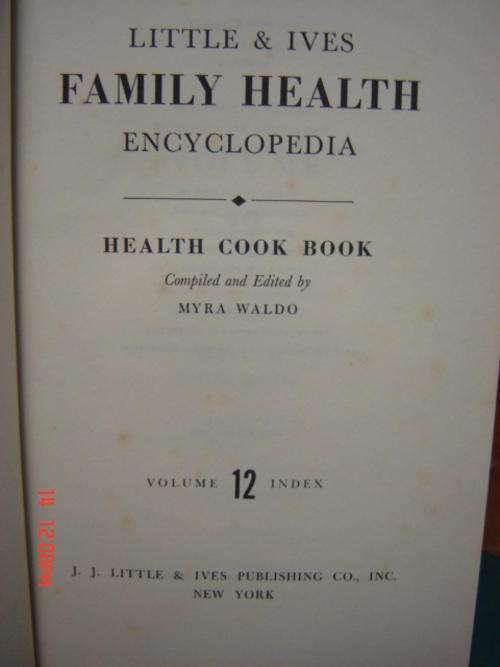 LITTLE & IVES
FAMILY HEALTH
ENCYCLOPEDIA
HEALTH COOK BOOK
Compiled and Edited by
MYRA WALDO
VOLUME 12 INDEX
J. J. LITTLE & IVES PUBLISHING CO., INC.
NEW YORK